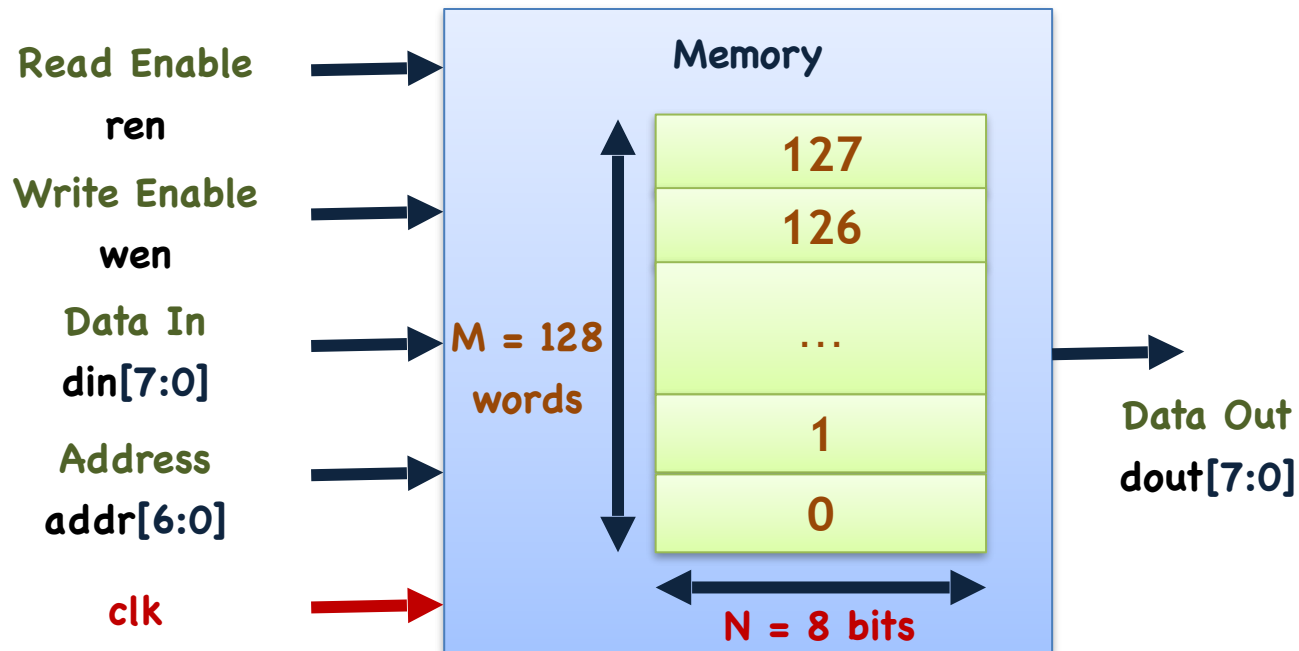 Read Enable
ren
Write Enable
wen
Data In
din[7:0]
Address
addr[6:0]
clk
Memory
M = 128
words
127
126
...
1
0
N = 8 bits
Data Out
dout[7:0]